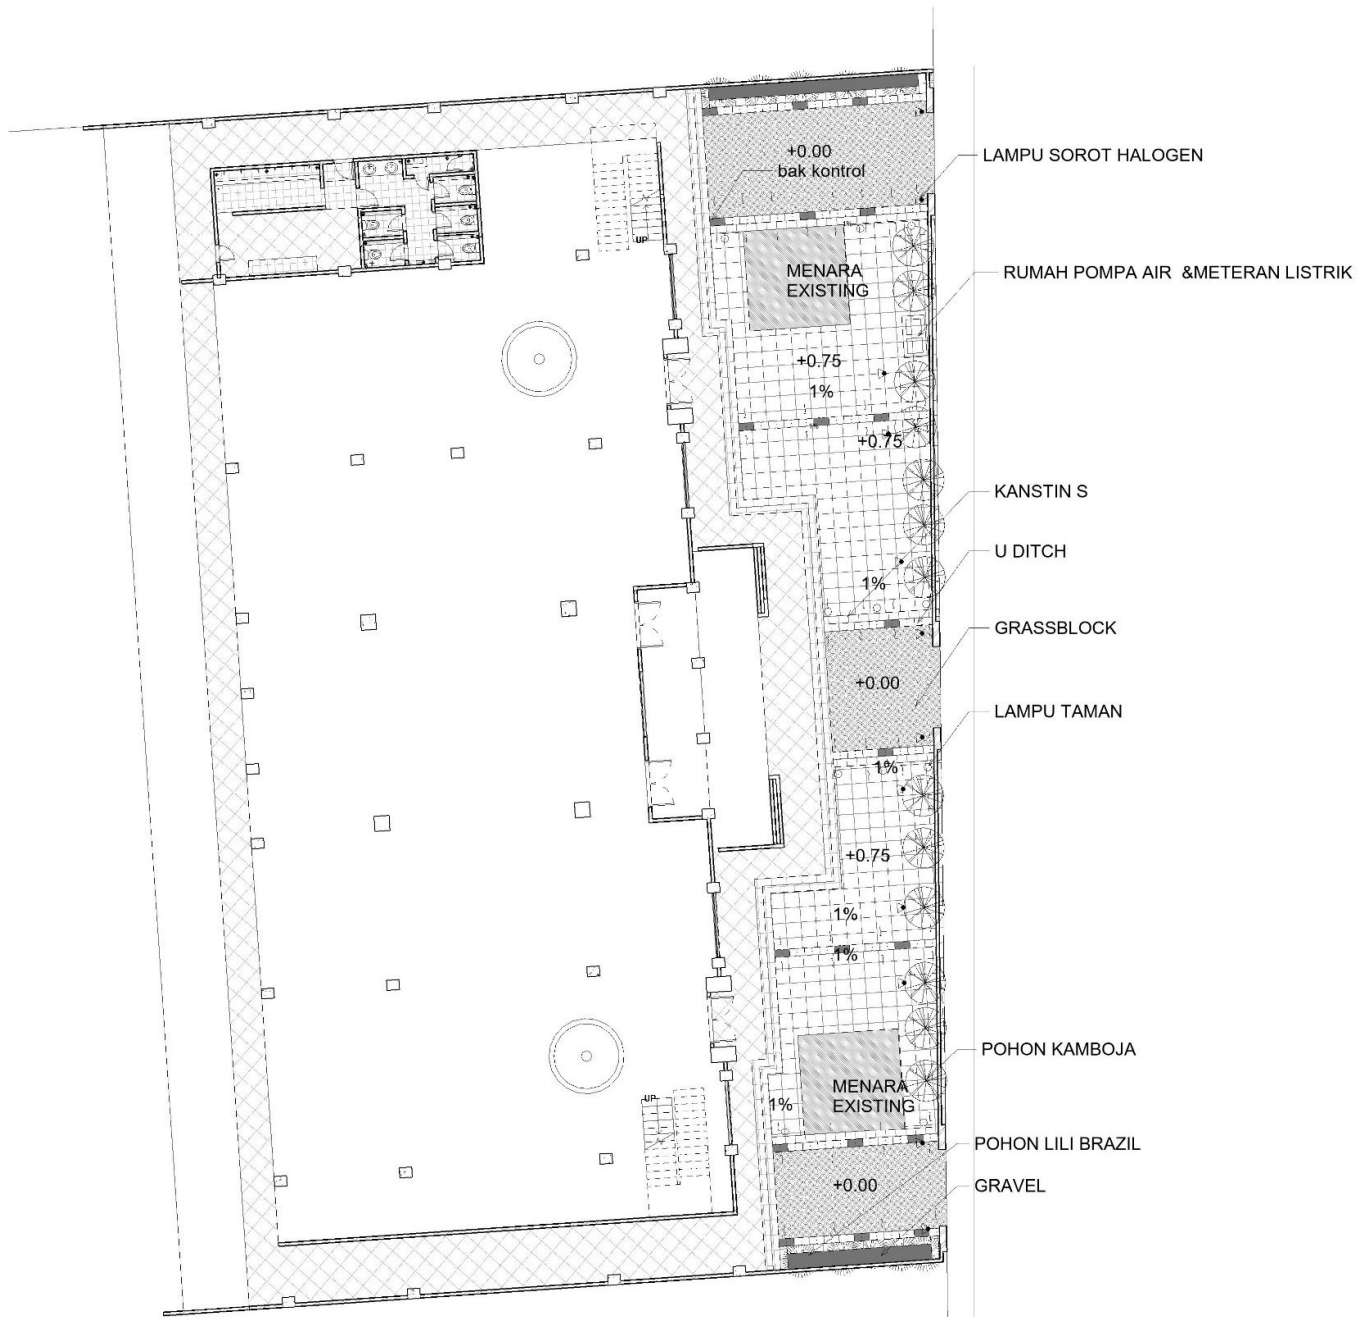 +0.00
bak kontrol
LAMPU SOROT HALOGEN
UP
MENARA
EXISTING
RUMAH POMPA AIR &METERAN LISTRIK
+0.75
1%
+0.75
KANSTIN S
U DITCH
1%
GRASSBLOCK
+0.00
LAMPU TAMAN
1%
+0.75
1%
1%
POHON KAMBOJA
MENARA
EXISTING
UP
1%
POHON LILI BRAZIL
+0.00
GRAVEL